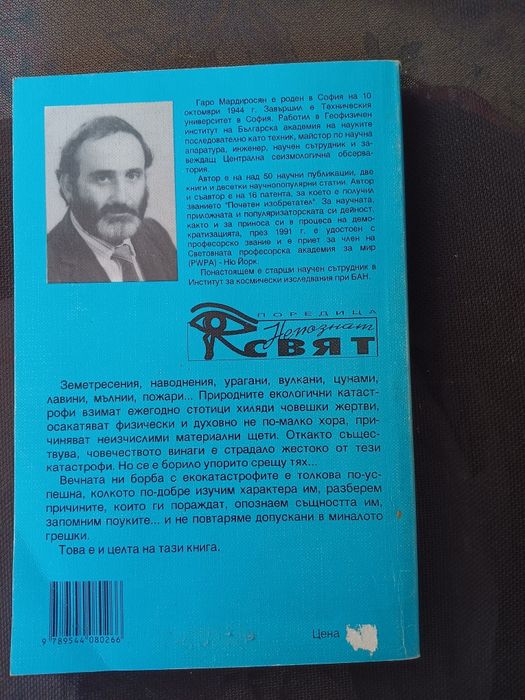 Гаро Мардиросян е роден в София на 10
октомври 1944 г. Завършил е Техническия
университет в София. Работил в Геофизичен
институт на Българска академия на науките
последователно като техник, майстор по научна
апаратура, инженер, научен сътрудник и за-
веждащ Централна сеизмологична обсерва-
тория.
Автор е на над 50 научни публикации, две
книги и десетки научнопопулярни статии. Автор
и съавтор е на 16 патента, за което е получил
званието "Почетен изобретател". За научната,
приложната и популяризаторската си дейност,
както и за приноса си в процеса на демо-
кратизацията, през 1991 г. е удостоен с
професорско звание и е приет за член на
Световната професорска академия за мир
(PWPA) - Ню Йорк.
Понастоящем е старши научен сътрудник в
Институт за космически изследвания при БАН.
ПОРЕДИЦА
Непознат
СВЯТ
Земетресения, наводнения, урагани, вулкани, цунами,
лавини, мълнии, пожари... Природните екологични катаст-
рофи взимат ежегодно стотици хиляди човешки жертви,
осакатяват физически и духовно не по-малко хора, при-
чиняват неизчислими материални щети. Откакто същес-
твува, човечеството винаги е страдало жестоко от тези
катастрофи. Но се е борило упорито срещу тях...
Вечната ни борба с екокатастрофите е толкова по-ус-
пешна, колкото по-добре изучим характера им, разберем
причините, които ги пораждат, опознаем същността им,
запомним поуките... и не повтаряме допускани в миналото
грешки.
Това е и целта на тази книга.
9 789544 080266
Цена